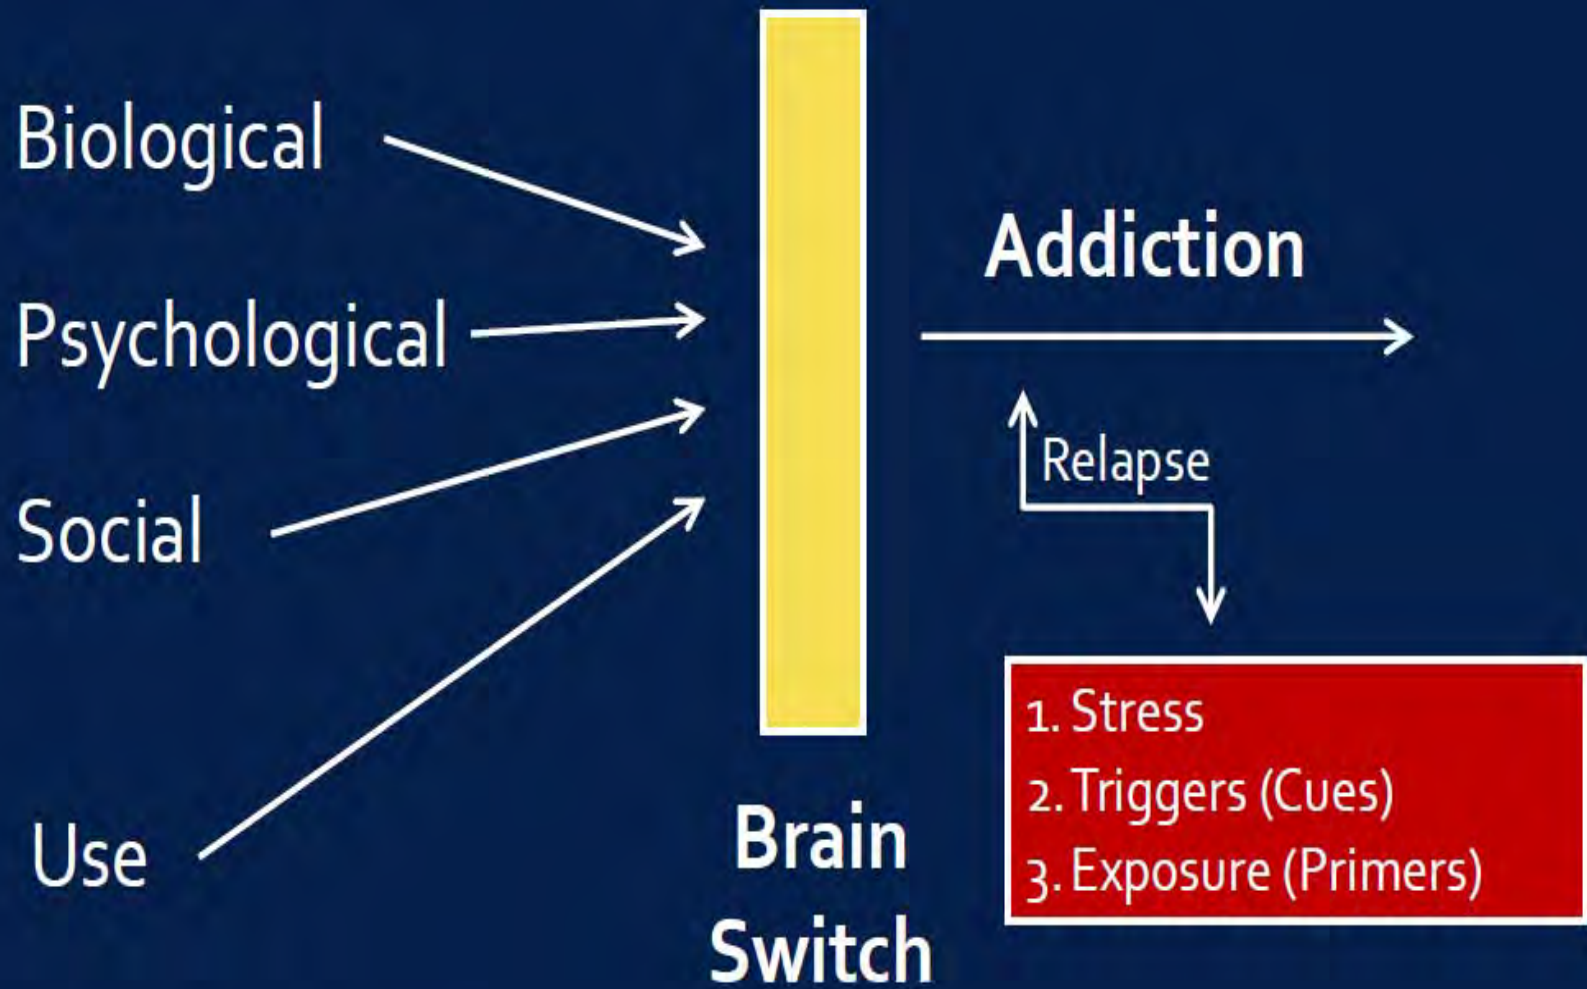 Biological
Psychological
Social
Use
Brain
Switch
Addiction
Relapse
1. Stress
2. Triggers (Cues)
3. Exposure (Primers)